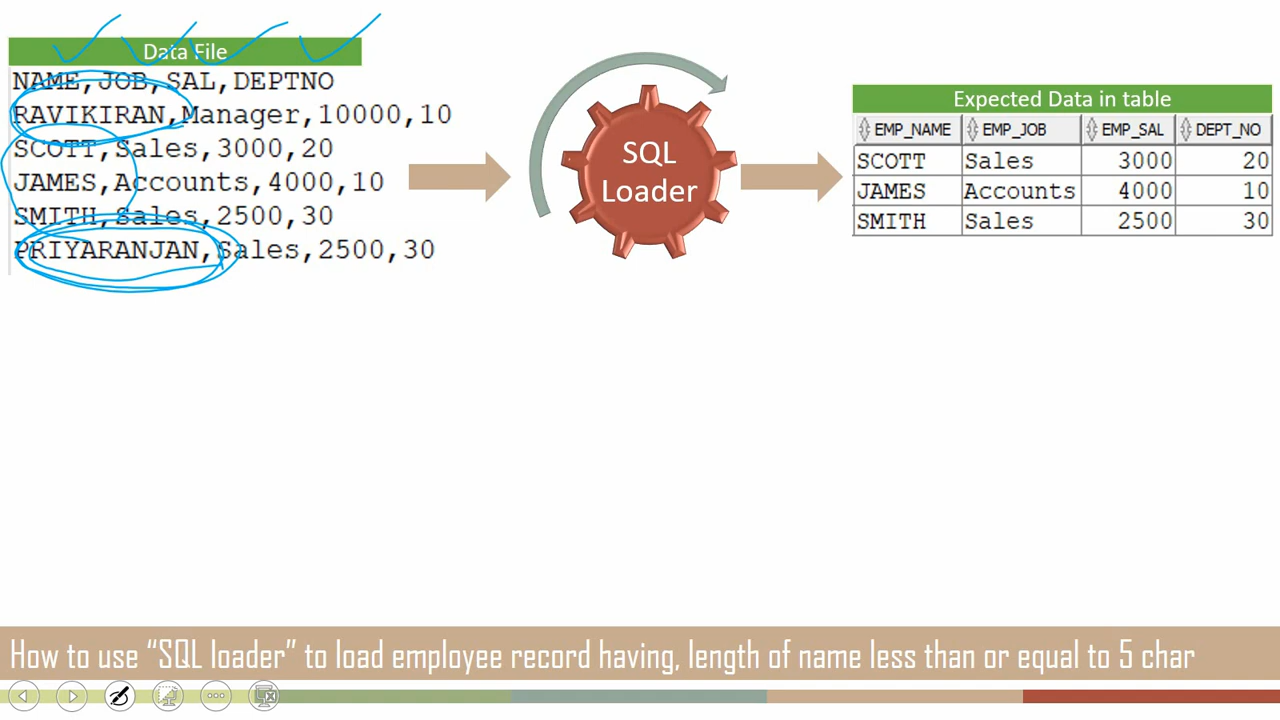 Data File
NAME,JOB,SAL,DEPTNO
RAVIKIRAN,Manager,10000,10
SCOTT,Sales,3000,20
JAMES,Accounts,4000,10
SMITH,Sales,2500,30
PRIYARANJAN,Sales,2500,30
SQL
Loader
Expected Data in table
EMP_NAME EMP_JOB EMP_SAL DEPT_NO
SCOTT Sales 3000 20
JAMES Accounts 4000 10
SMITH Sales 2500 30
How to use “SQL loader” to load employee record having, length of name less than or equal to 5 char